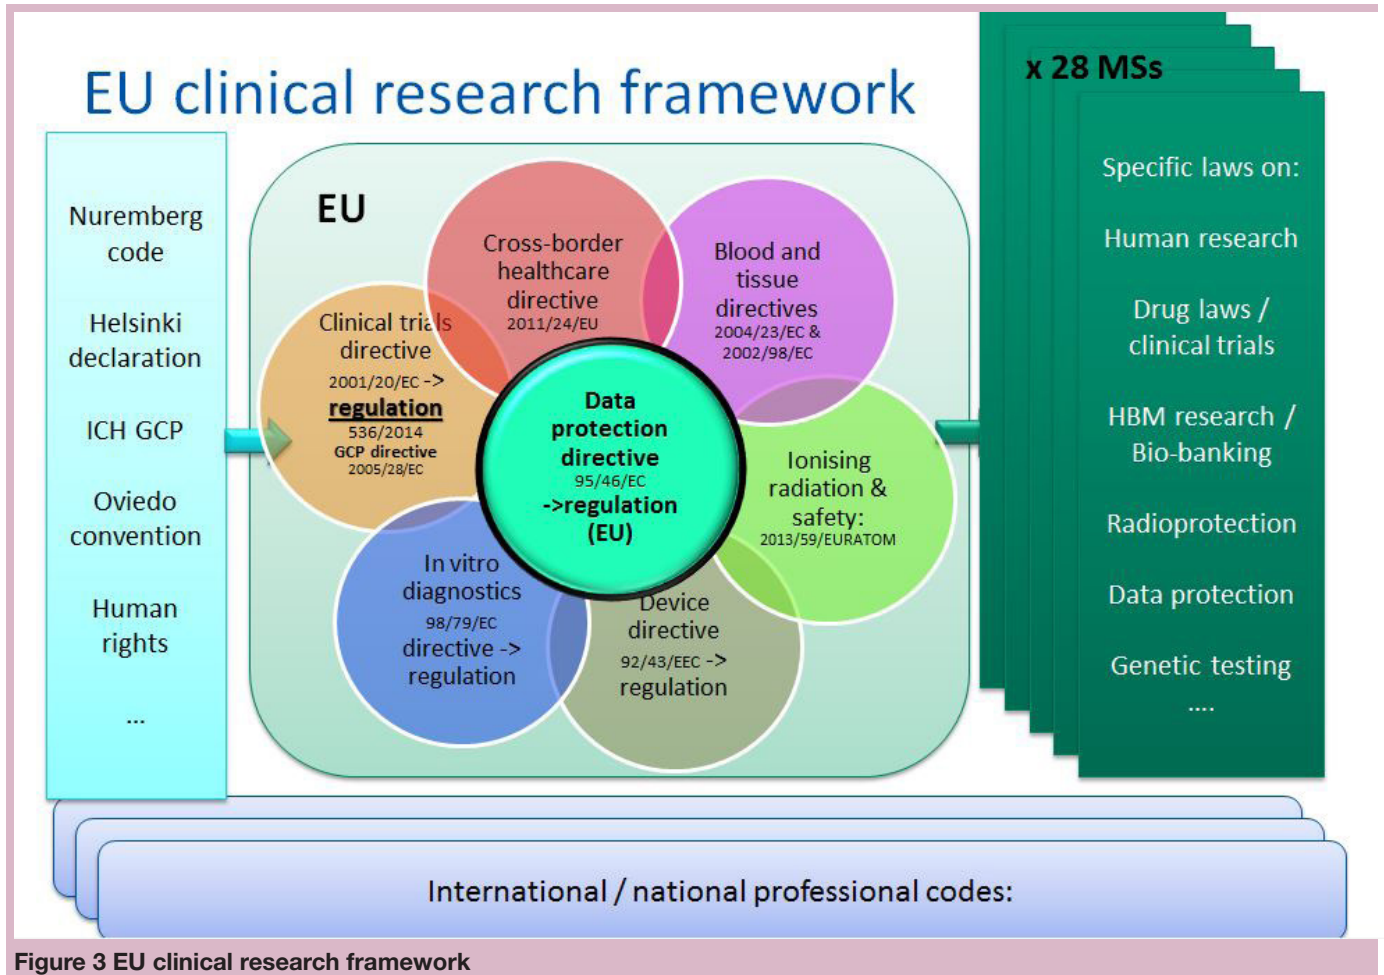 EU clinical research framework
x 28 MSs
Nuremberg
code
Helsinki
declaration
ICH GCP
Oviedo
convention
Human
rights
...
EU
Cross-border
healthcare
directive
2011/24/EU
Blood and
tissue
directives
2004/23/EC &
2002/98/EC
Clinical trials
directive
2001/20/EC ->
regulation
536/2014
GCP directive
2005/28/EC
Data
protection
directive
95/46/EC
->regulation
(EU)
Ionising
radiation &
safety:
2013/59/EURATOM
In vitro
diagnostics
98/79/EC
directive ->
regulation
Device
directive
92/43/EEC ->
regulation
Specific laws on:
Human research
Drug laws /
clinical trials
HBM research /
Bio-banking
Radioprotection
Data protection
Genetic testing
....
International / national professional codes:
Figure 3 EU clinical research framework